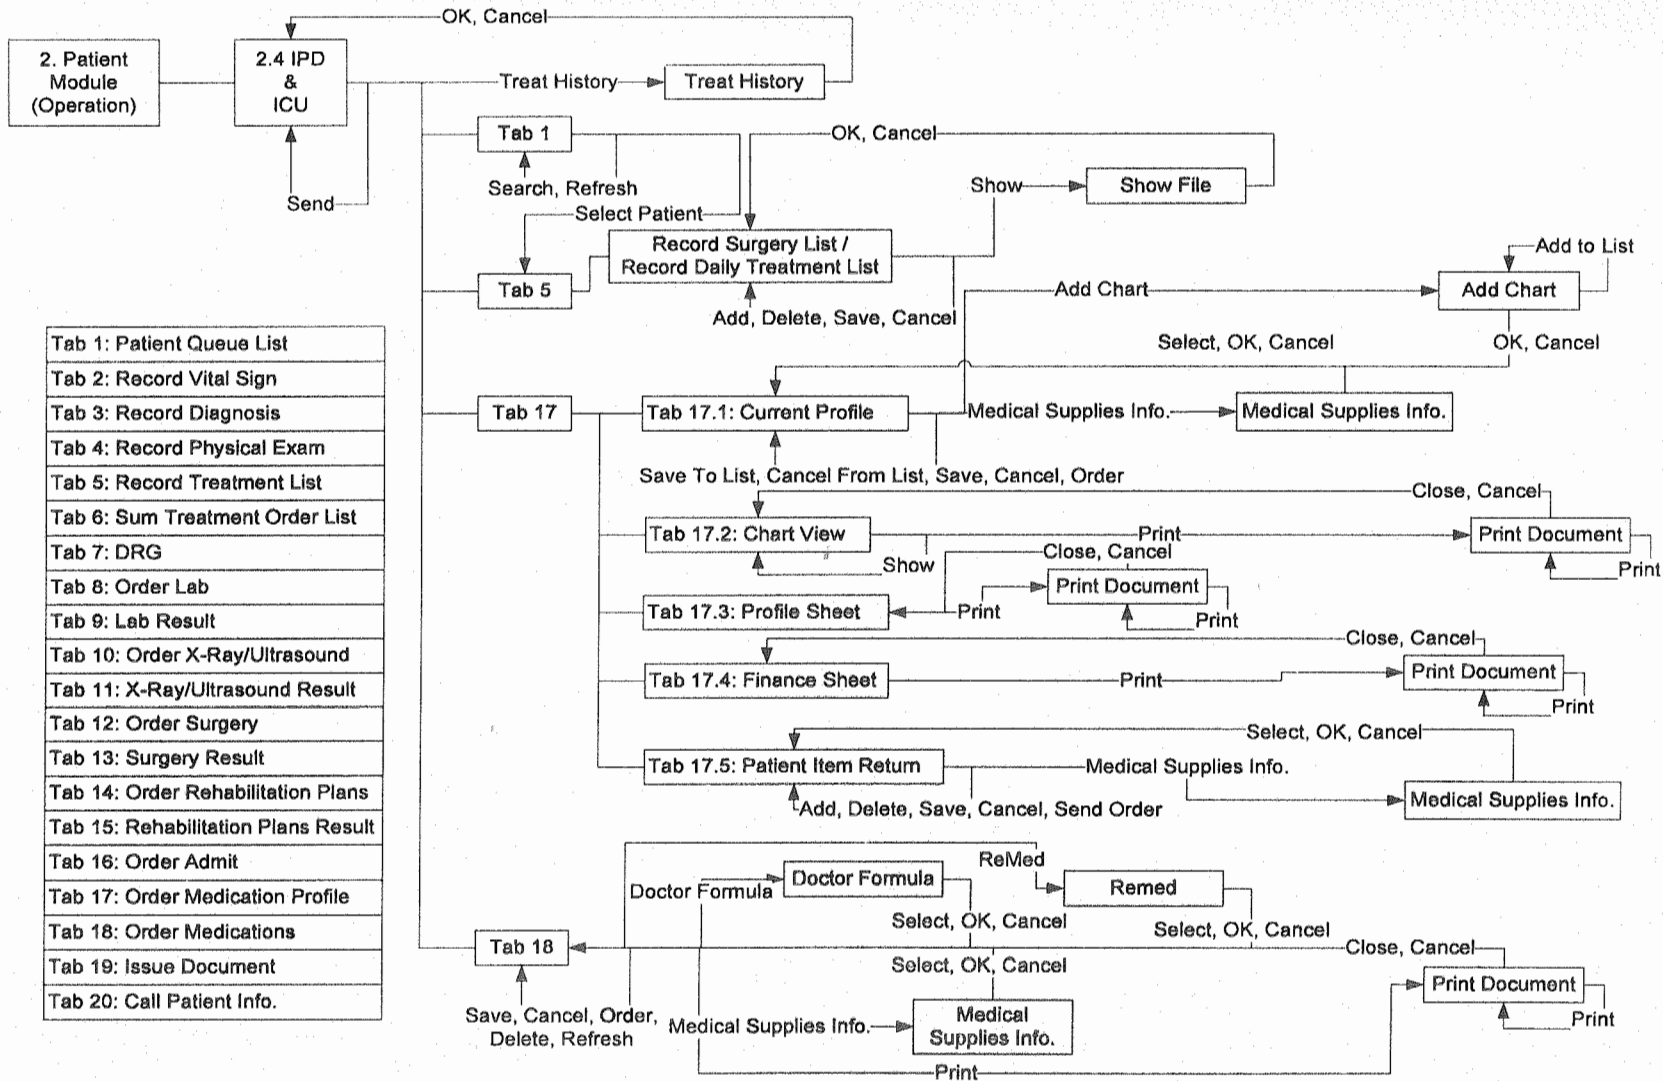 OK, Cancel
2. Patient
Module
(Operation)
2.4 IPD
&
ICU
Treat History
Treat History
Send
Tab 1
Search, Refresh
Select Patient
OK, Cancel
Show
Show File
Record Surgery List /
Record Daily Treatment List
Tab 5
Add, Delete, Save, Cancel
Add Chart
Add to List
Add Chart
Select, OK, Cancel
OK, Cancel
Tab 17
Tab 17.1: Current Profile
Medical Supplies Info.
Medical Supplies Info.
Save To List, Cancel From List, Save, Cancel, Order
Close, Cancel
Tab 17.2: Chart View
Print
Print Document
Show
Print
Close, Cancel
Tab 17.3: Profile Sheet
Print
Print Document
Print
Close, Cancel
Tab 17.4: Finance Sheet
Print
Print Document
Print
Select, OK, Cancel
Tab 17.5: Patient Item Return
Medical Supplies Info.
Medical Supplies Info.
Add, Delete, Save, Cancel, Send Order
ReMed
Doctor Formula
Doctor Formula
Remed
Select, OK, Cancel
Select, OK, Cancel
Tab 18
Close, Cancel
Select, OK, Cancel
Print Document
Print
Save, Cancel, Order,
Delete, Refresh
Medical Supplies Info.
Medical
Supplies Info.
Print
Tab 1: Patient Queue List
Tab 2: Record Vital Sign
Tab 3: Record Diagnosis
Tab 4: Record Physical Exam
Tab 5: Record Treatment List
Tab 6: Sum Treatment Order List
Tab 7: DRG
Tab 8: Order Lab
Tab 9: Lab Result
Tab 10: Order X-Ray/Ultrasound
Tab 11: X-Ray/Ultrasound Result
Tab 12: Order Surgery
Tab 13: Surgery Result
Tab 14: Order Rehabilitation Plans
Tab 15: Rehabilitation Plans Result
Tab 16: Order Admit
Tab 17: Order Medication Profile
Tab 18: Order Medications
Tab 19: Issue Document
Tab 20: Call Patient Info.